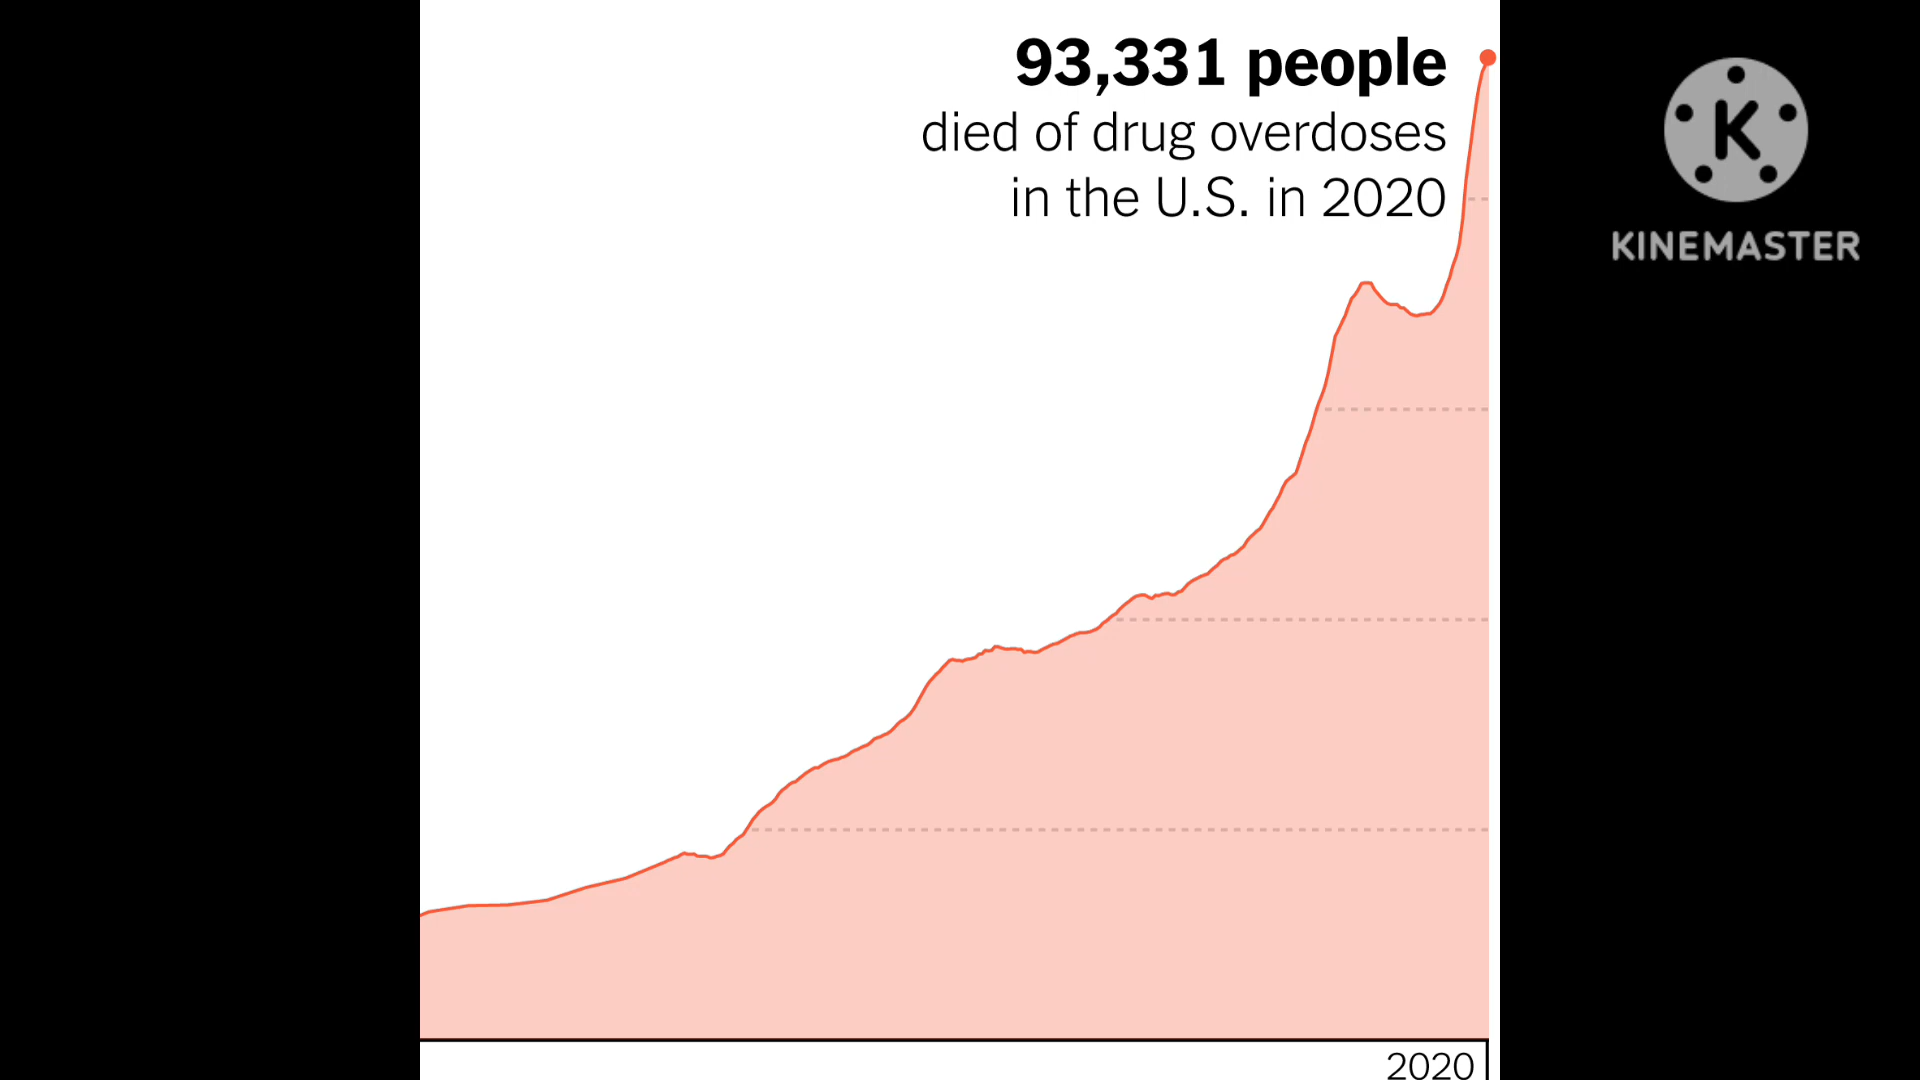 93,331 people
died of drug overdoses
in the U.S. in 2020
K
KINEMASTER
2020